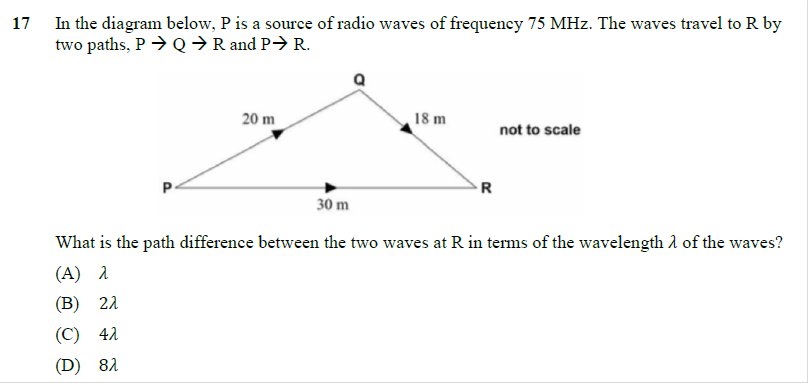 17 In the diagram below, P is a source of radio waves of frequency 75 MHz. The waves travel to R by
two paths, P → Q → R and P→ R.
Q
20 m
18 m
not to scale
P
R
30 m
What is the path difference between the two waves at R in terms of the wavelength λ of the waves?
(A) λ
(B) 2λ
(C) 4λ
(D) 8λ